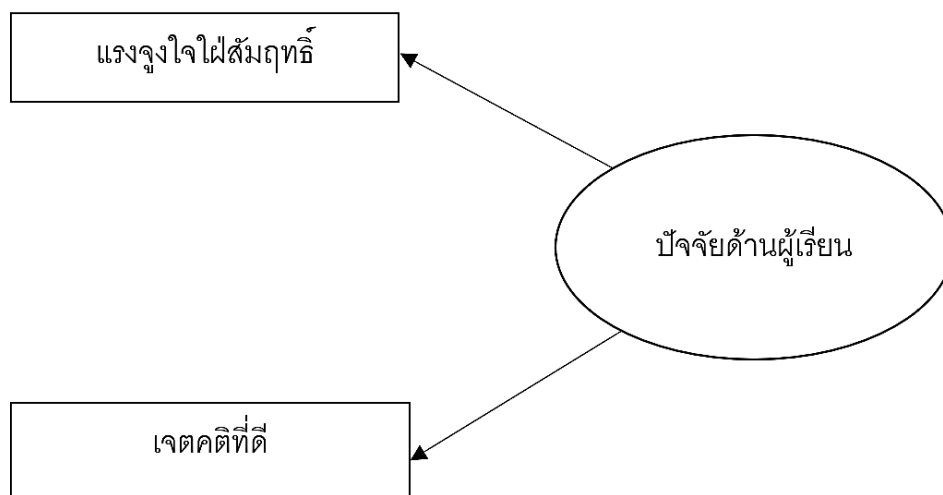 แรงจูงใจใฝ่สัมฤทธิ์
ปัจจัยด้านผู้เรียน
เจตคติที่ดี